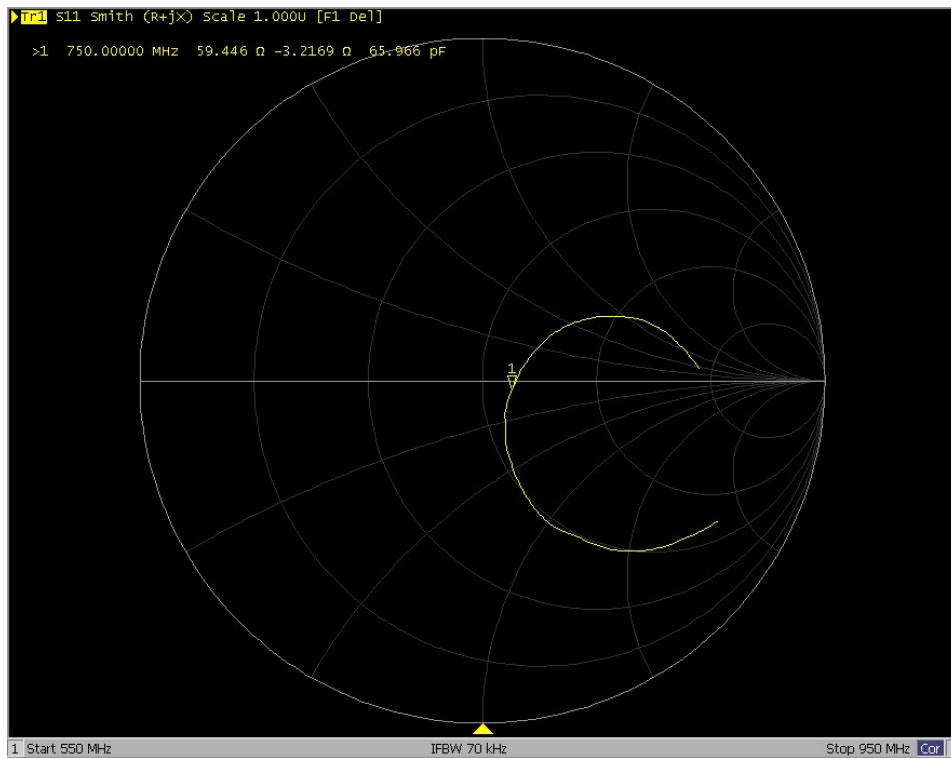 Tr1 S11 Smith (R+jX) Scale 1.000U [F1 Del]
>1 750.00000 MHz 59.446 Ω -3.2169 Ω 65.966 pF
1
1 Start 550 MHz IFBW 70 kHz Stop 950 MHz Cor